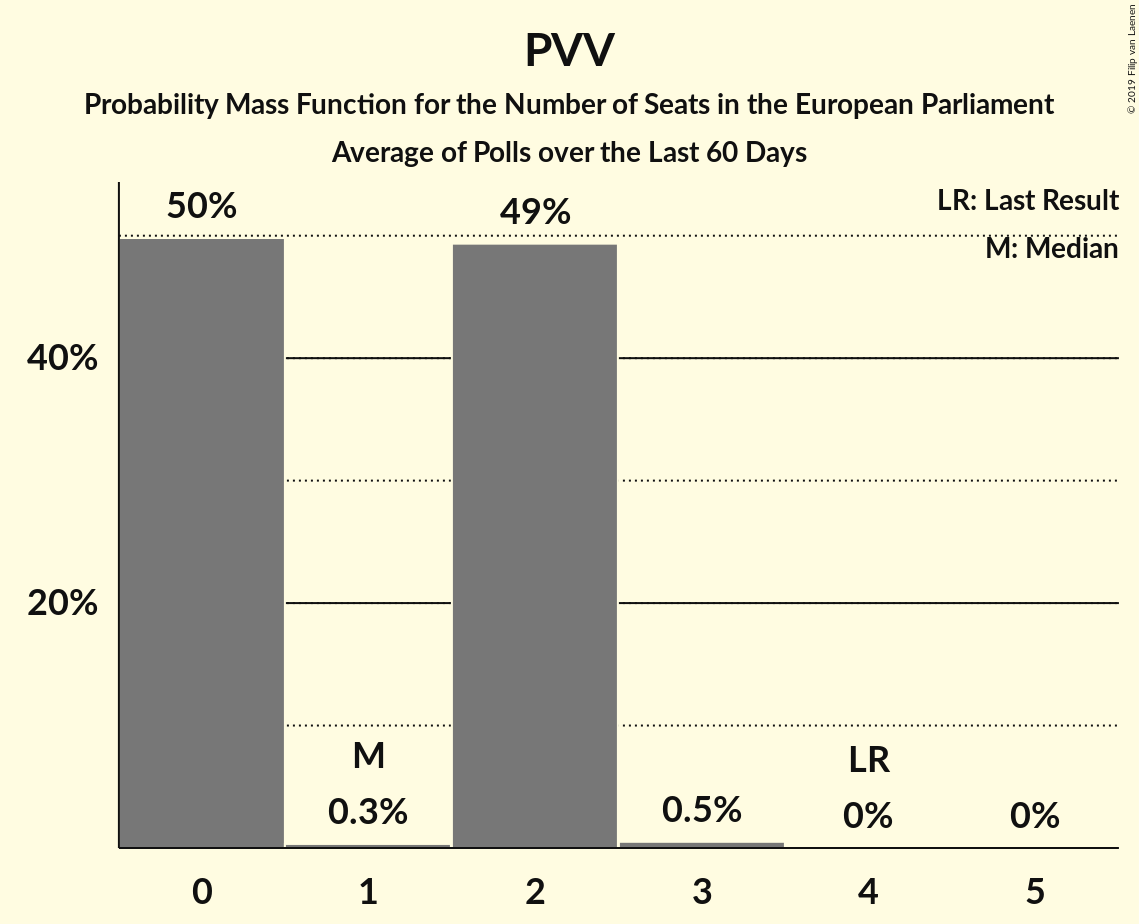 PVV
Probability Mass Function for the Number of Seats in the European Parliament
Average of Polls over the Last 60 Days
© 2019 Filip van Laenen
LR: Last Result
M: Median
50%
49%
40%
20%
M
LR
0.3%
0.5%
0%
0%
0
1
2
3
4
5